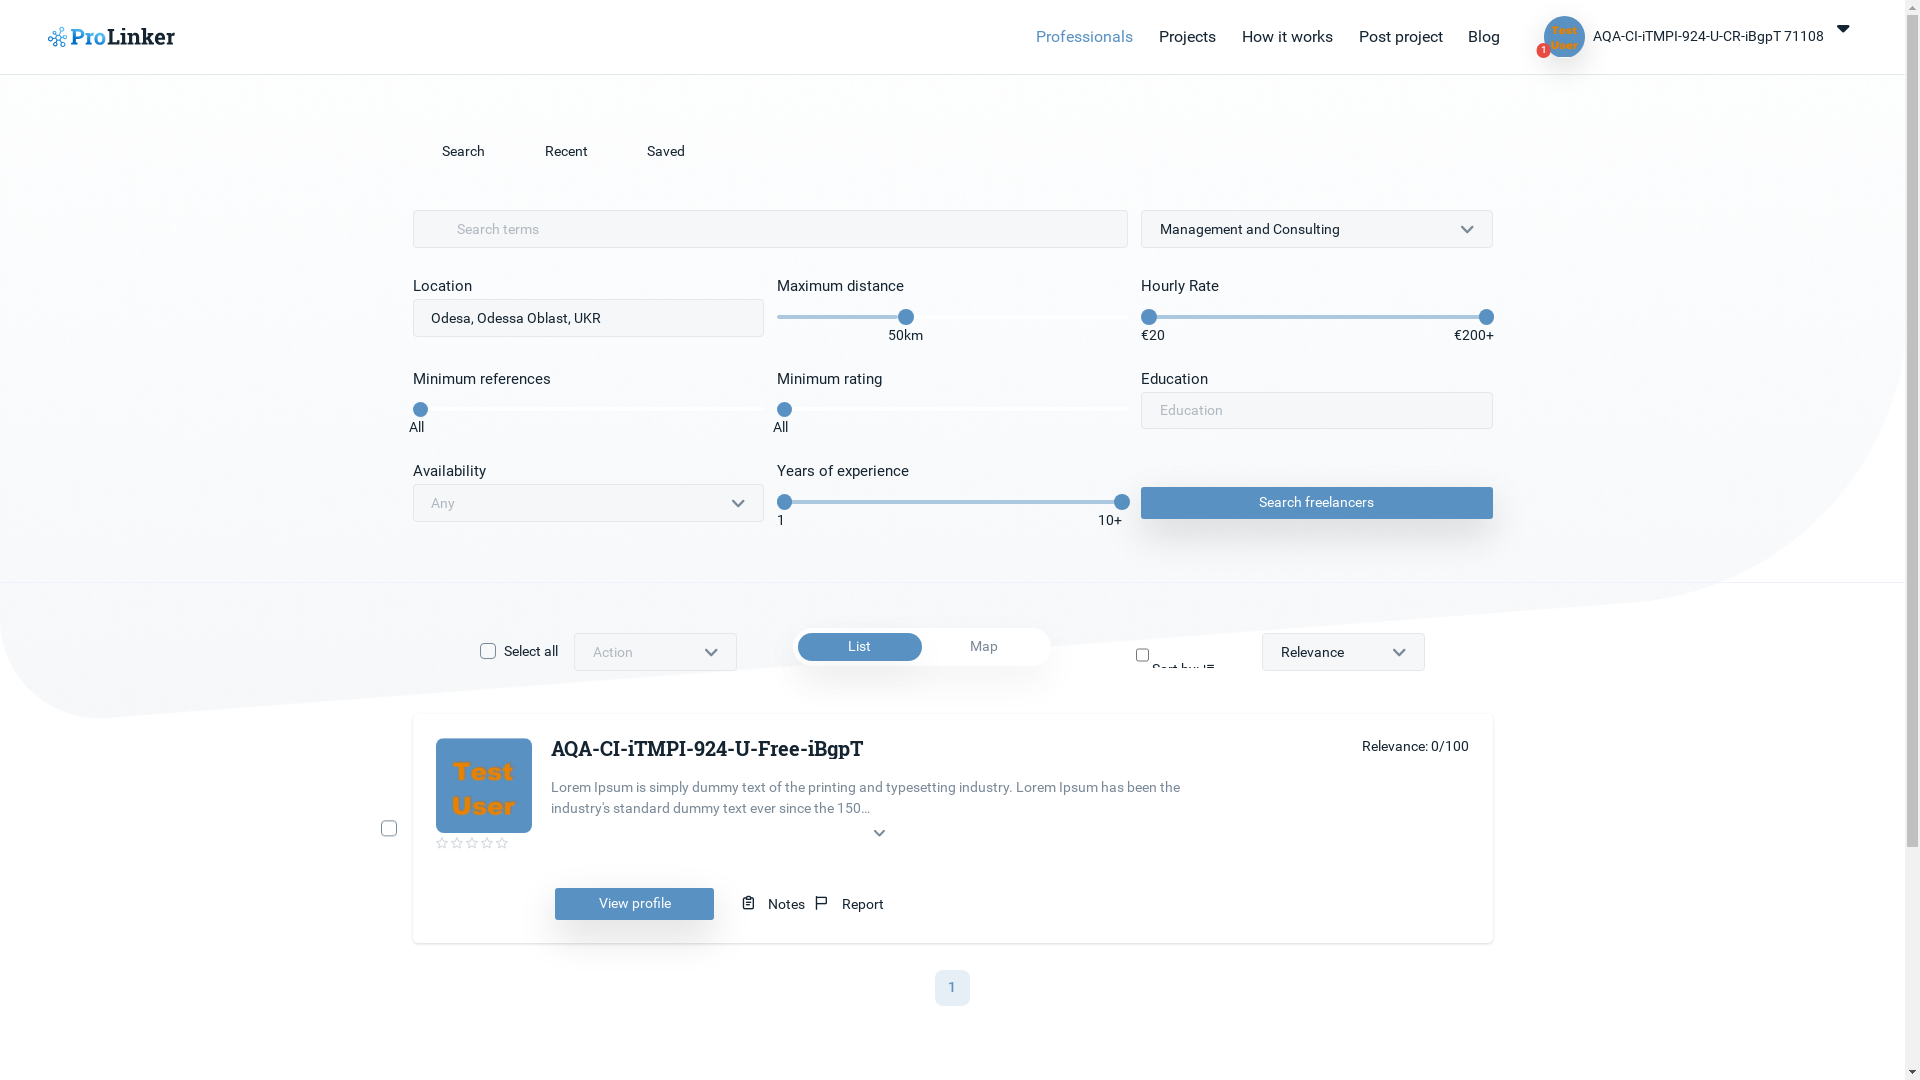 ProLinker
Professionals
Projects
How it works
Post project
Blog
Test
User
1
AQA-CI-iTMPI-924-U-CR-iBgpT 71108
Search
Recent
Saved
Search terms
Management and Consulting
Location
Maximum distance
Hourly Rate
Odesa, Odessa Oblast, UKR
50km
€20
€200+
Minimum references
Minimum rating
Education
All
All
Education
Availability
Years of experience
Any
1
10+
Search freelancers
Select all
Action
List
Map
Sort by:
Relevance
Test
User
AQA-CI-iTMPI-924-U-Free-iBgpT
Relevance: 0/100
Lorem Ipsum is simply dummy text of the printing and typesetting industry. Lorem Ipsum has been the
industry's standard dummy text ever since the 150...
View profile
Notes
Report
1